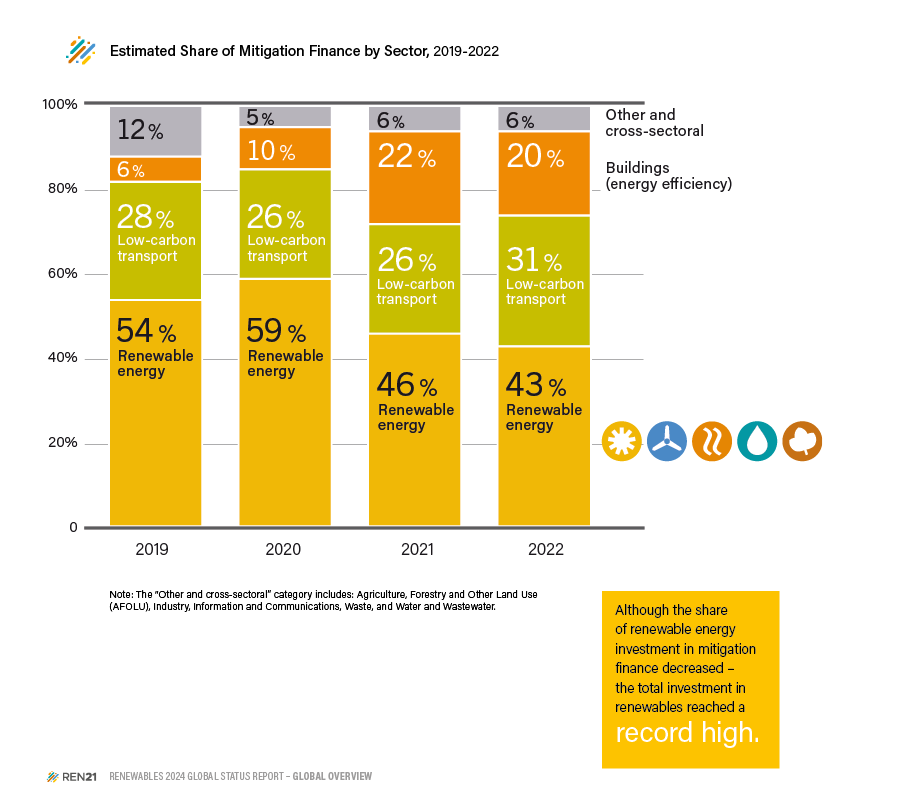 Estimated Share of Mitigation Finance by Sector, 2019-2022
100%
80%
60%
40%
20%
0
12 %
6 %
28 %
Low-carbon
transport
54 %
Renewable
energy
5 %
10 %
26 %
Low-carbon
transport
59 %
Renewable
energy
6 %
22 %
26 %
Low-carbon
transport
46 %
Renewable
energy
6 %
20 %
31 %
Low-carbon
transport
43 %
Renewable
energy
Other and
cross-sectoral
Buildings
(energy efficiency)
2019
2020
2021
2022
Note: The “Other and cross-sectoral” category includes: Agriculture, Forestry and Other Land Use
(AFOLU), Industry, Information and Communications, Waste, and Water and Wastewater.
Although the share
of renewable energy
investment in mitigation
finance decreased –
the total investment in
renewables reached a
record high.
REN21 RENEWABLES 2024 GLOBAL STATUS REPORT – GLOBAL OVERVIEW